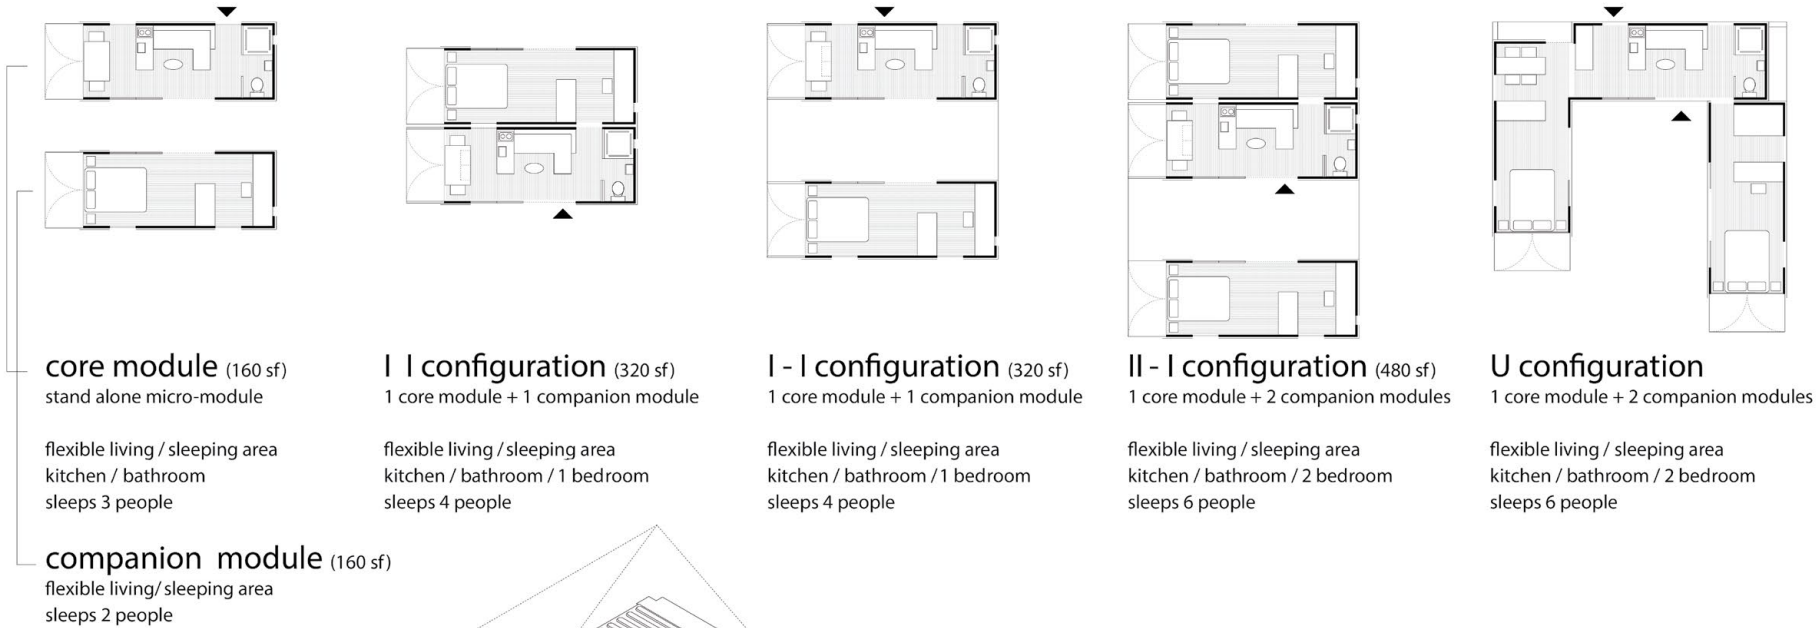 core module (160 sf)
stand alone micro-module
flexible living / sleeping area
kitchen / bathroom
sleeps 3 people
companion module (160 sf)
flexible living/ sleeping area
sleeps 2 people
I I configuration (320 sf)
1 core module + 1 companion module
flexible living / sleeping area
kitchen / bathroom / 1 bedroom
sleeps 4 people
I - I configuration (320 sf)
1 core module + 1 companion module
flexible living / sleeping area
kitchen / bathroom /1 bedroom
sleeps 4 people
II - I configuration (480 sf)
1 core module + 2 companion modules
flexible living / sleeping area
kitchen / bathroom / 2 bedroom
sleeps 6 people
U configuration
1 core module + 2 companion modules
flexible living / sleeping area
kitchen / bathroom / 2 bedroom
sleeps 6 people